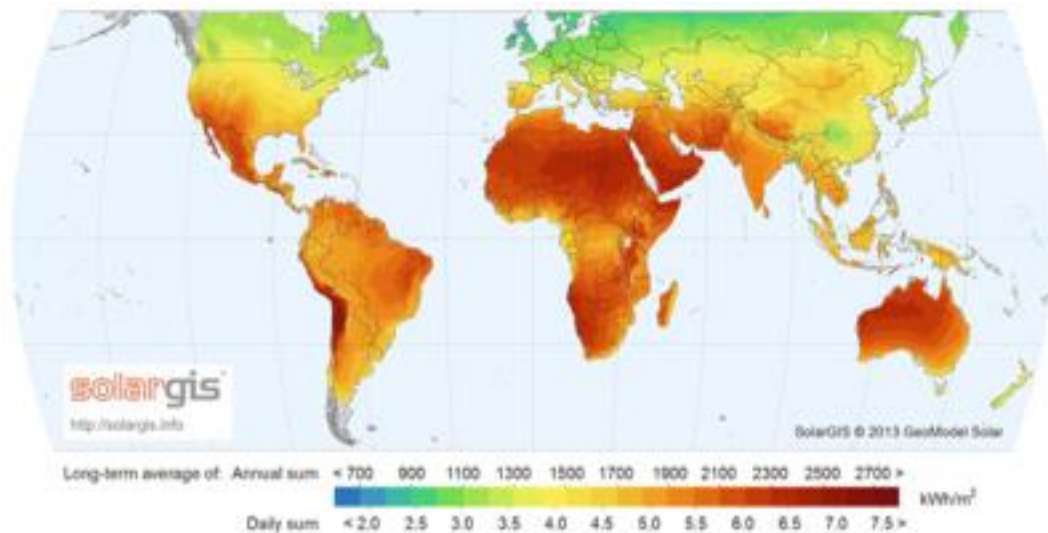 solargis
http://solargis.info
SolarGIS © 2013 GeoModel Solar
Long-term average of: Annual sum < 700 900 1100 1300 1500 1700 1900 2100 2300 2500 2700 > kWh/m²
Daily sum < 2.0 2.5 3.0 3.5 4.0 4.5 5.0 5.5 6.0 6.5 7.0 7.5 >